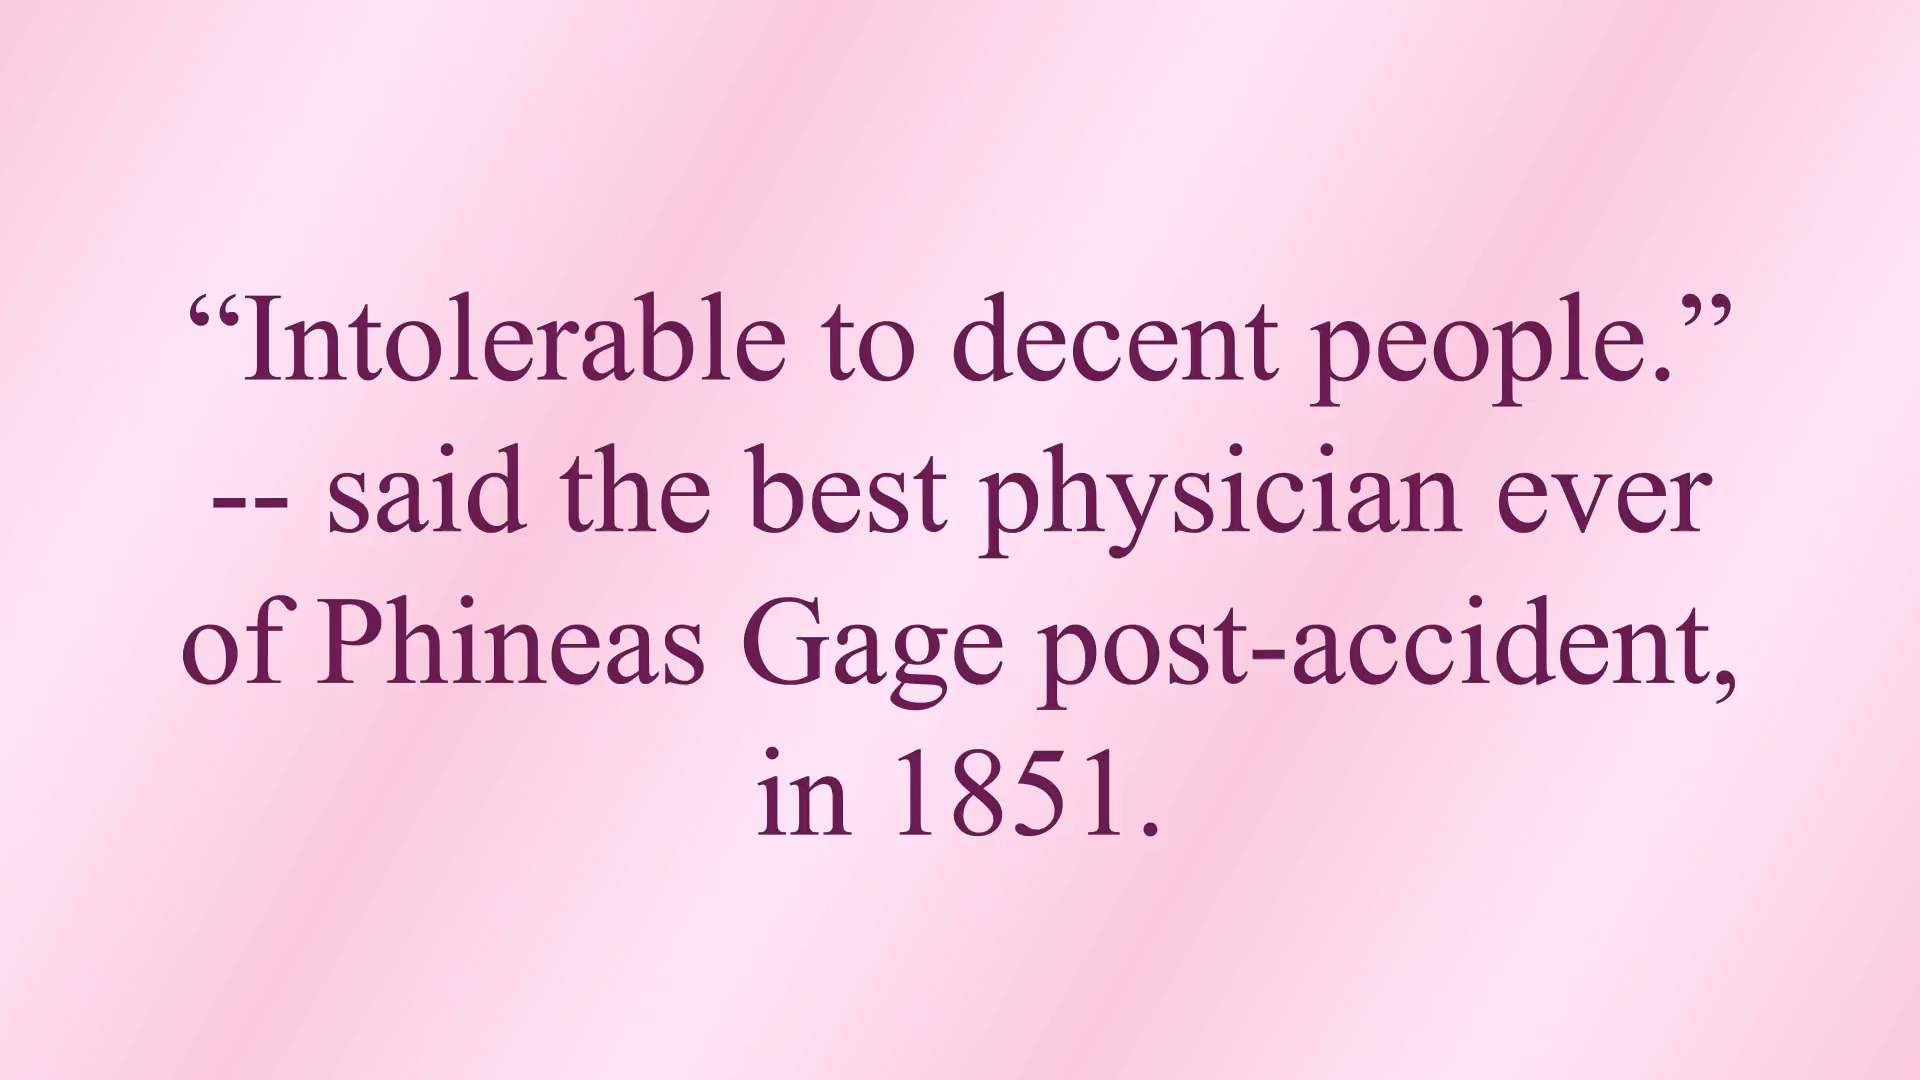 “Intolerable to decent people.”
-- said the best physician ever
of Phineas Gage post-accident,
in 1851.